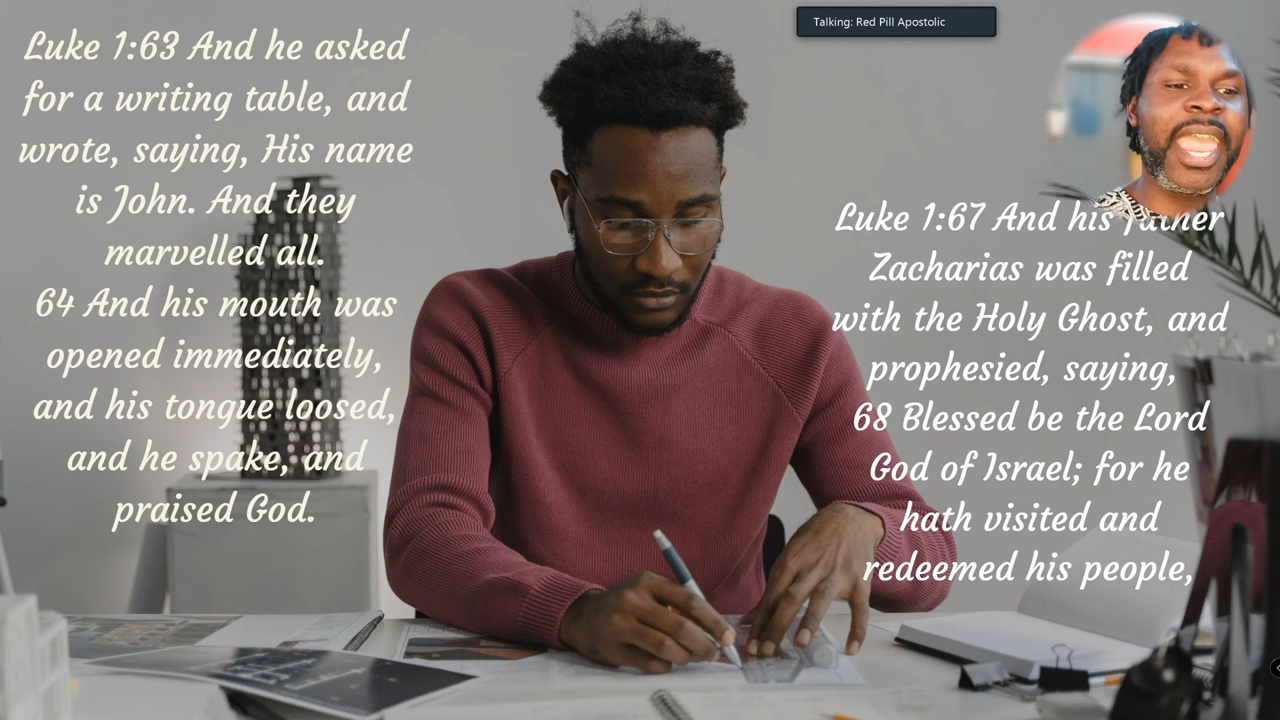 Talking: Red Pill Apostolic
Luke 1:63 And he asked
for a writing table, and
wrote, saying, His name
is John. And they
marvelled all.
64 And his mouth was
opened immediately,
and his tongue loosed,
and he spake, and
praised God.
Luke 1:67 And his father
Zacharias was filled
with the Holy Ghost, and
prophesied, saying,
68 Blessed be the Lord
God of Israel; for he
hath visited and
redeemed his people,